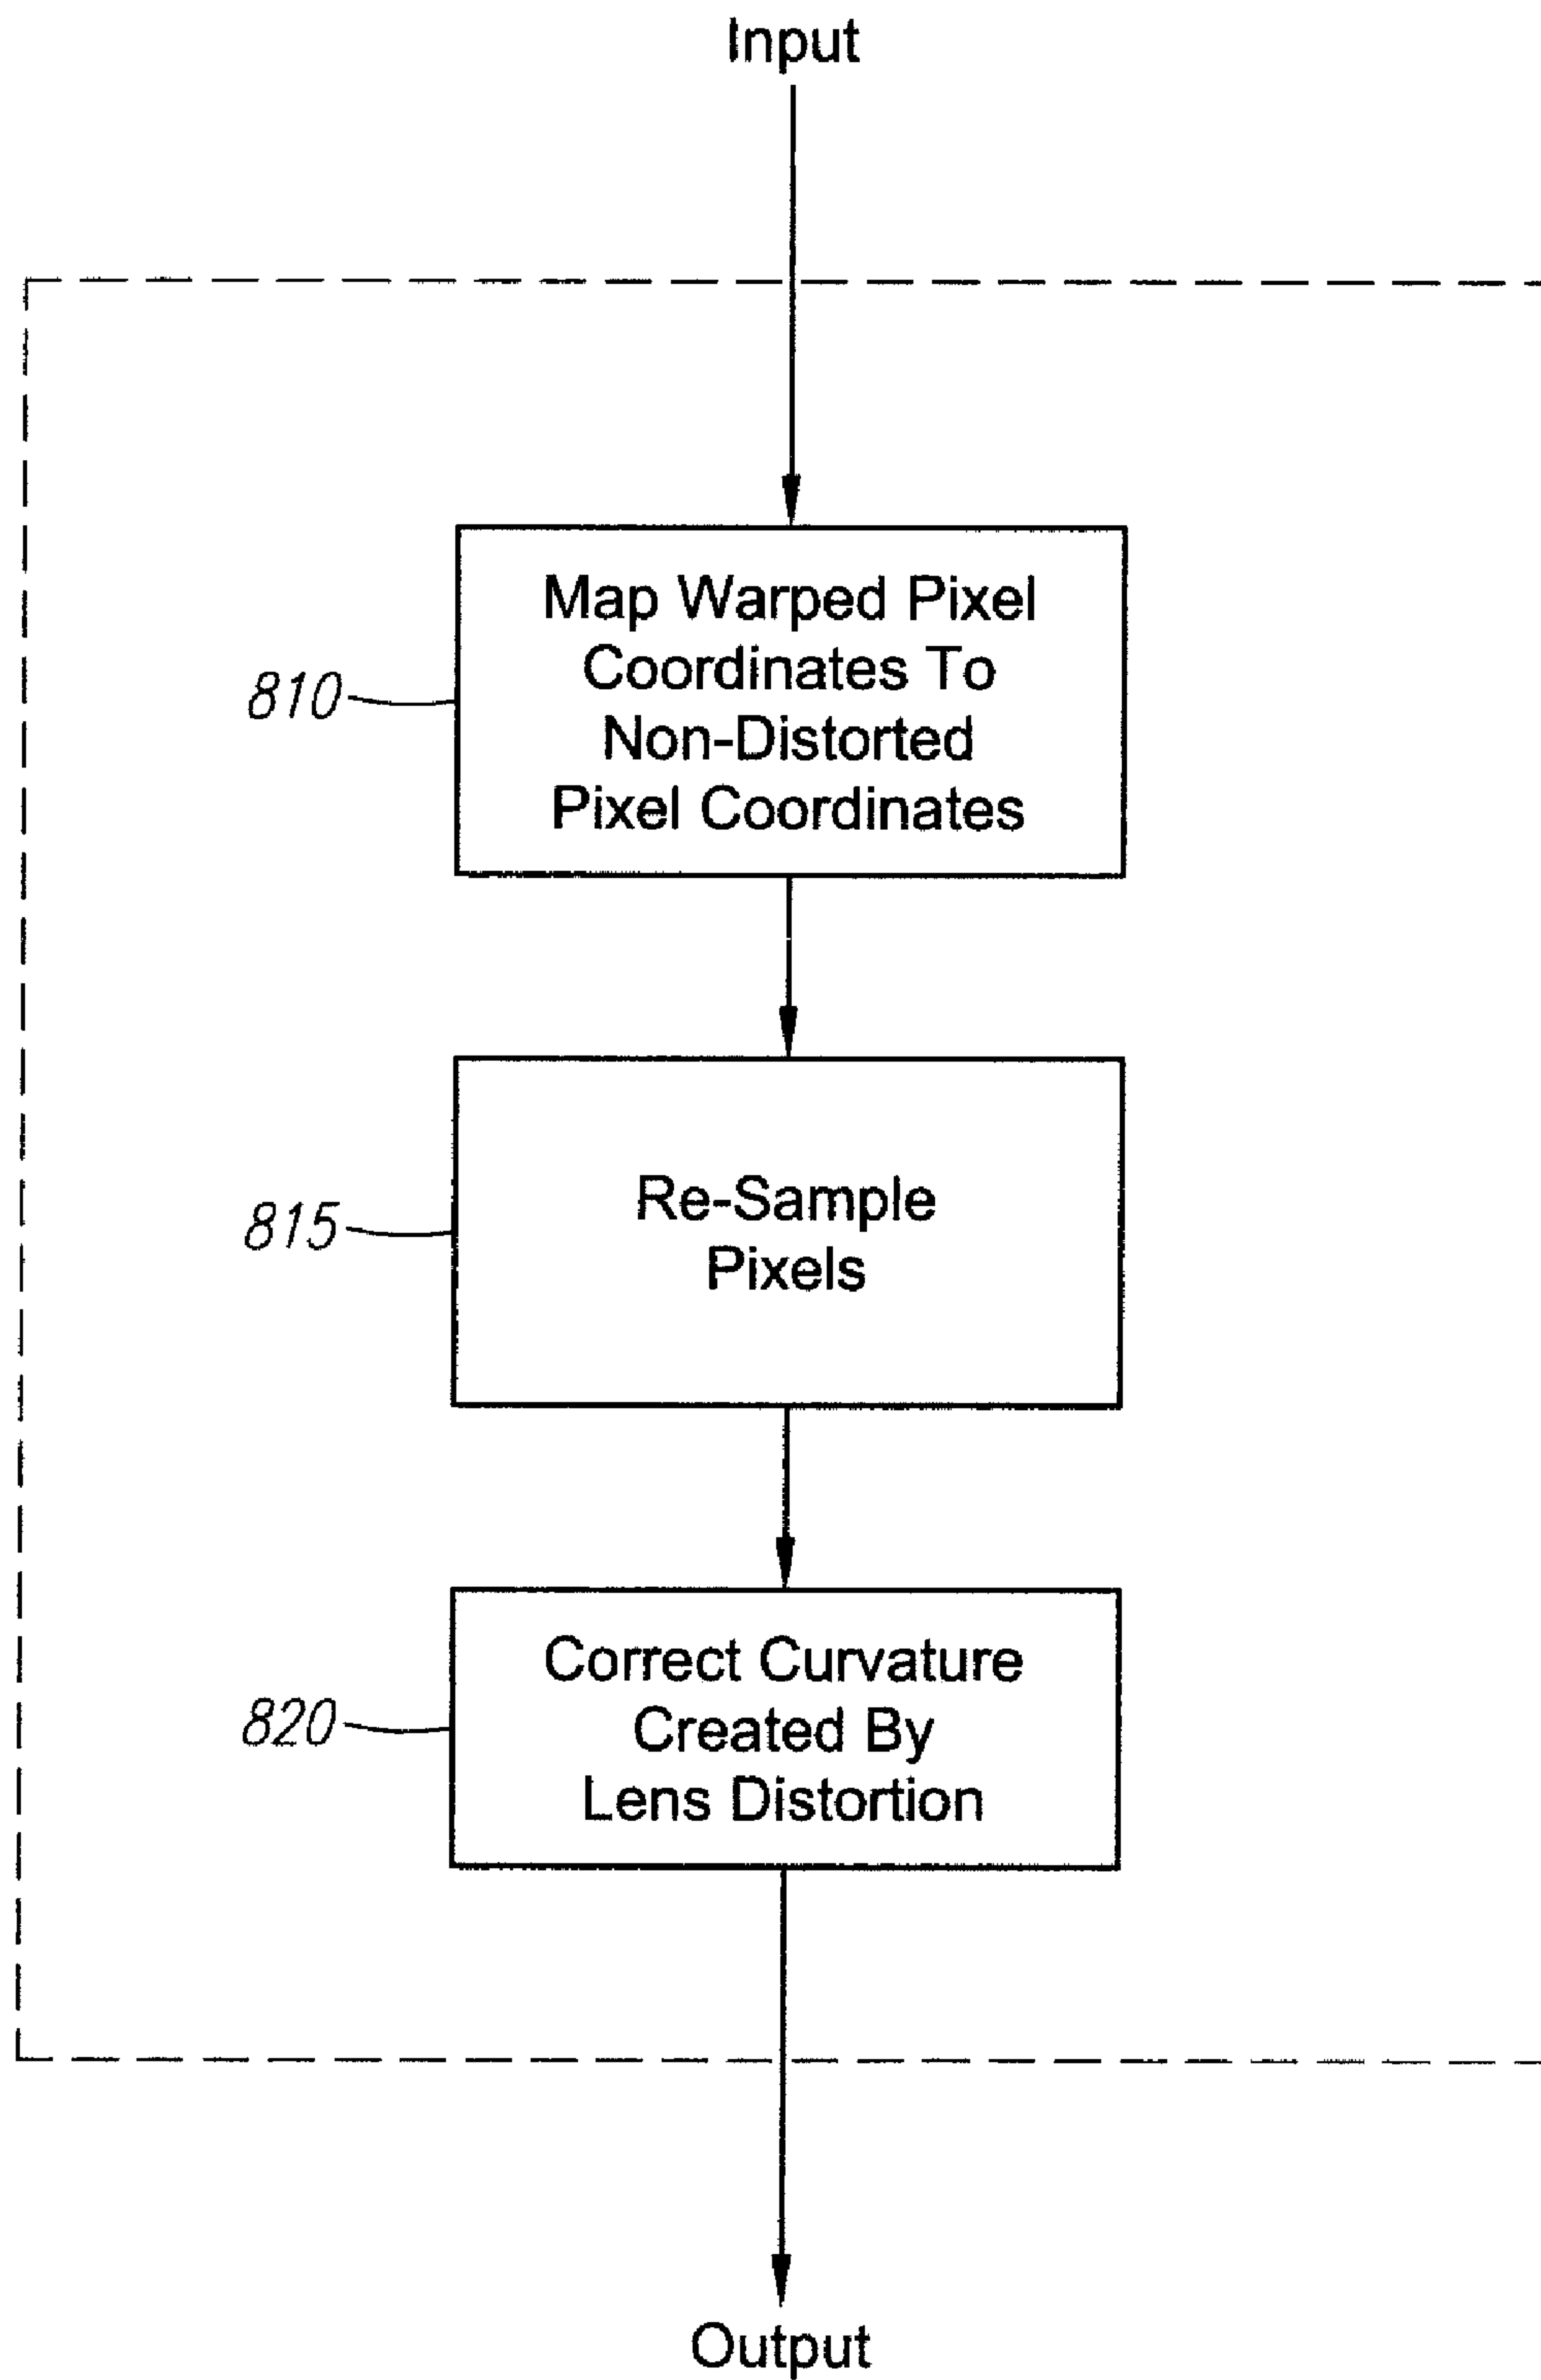 Input
810
Map Warped Pixel
Coordinates To
Non-Distorted
Pixel Coordinates
815
Re-Sample
Pixels
820
Correct Curvature
Created By
Lens Distortion
Output